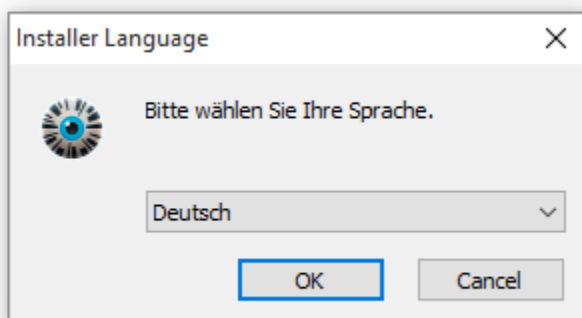 Installer Language
Bitte wählen Sie Ihre Sprache.
Deutsch
OK Cancel